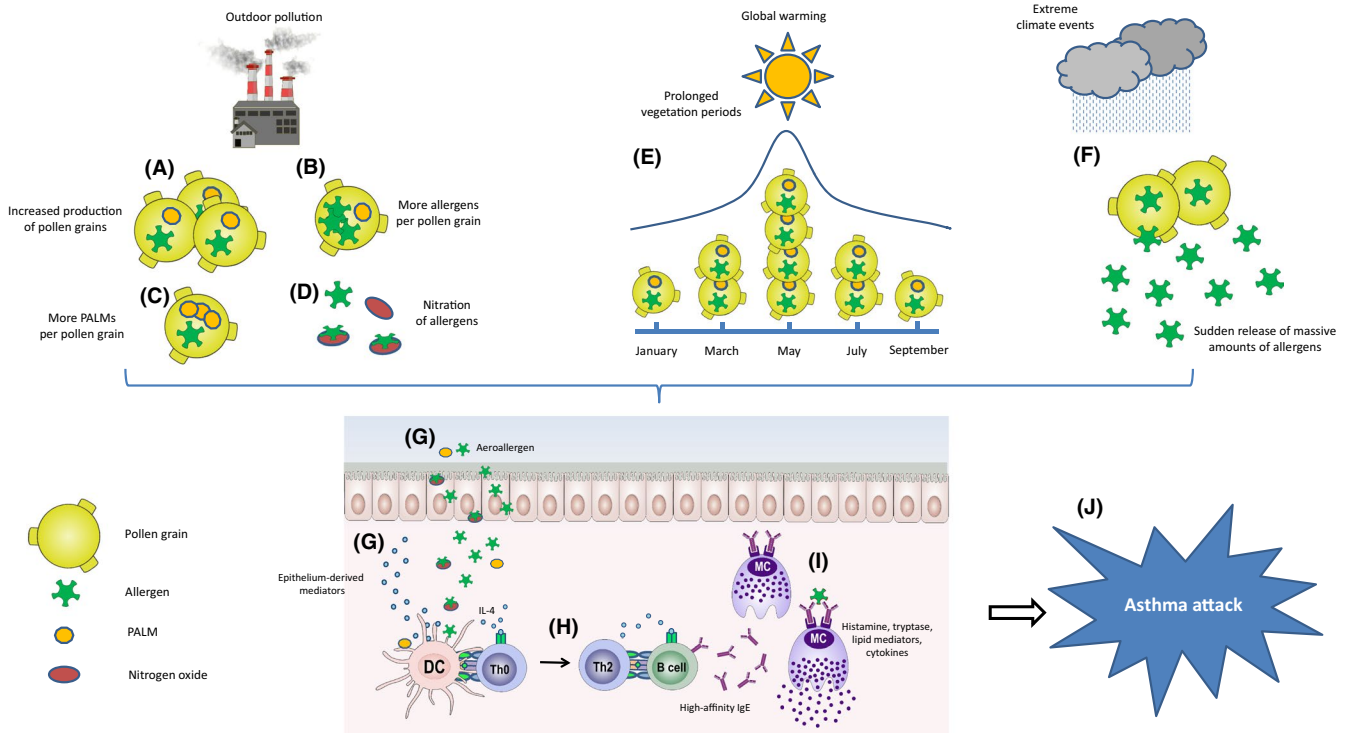 Outdoor pollution
Global warming
Extreme
climate events
Prolonged
vegetation periods
(A)
(B)
(E)
(F)
Increased production
of pollen grains
More allergens
per pollen grain
(C)
(D)
More PALMs
per pollen grain
Nitration
of allergens
Sudden release of massive
amounts of allergens
January
March
May
July
September
(G)
Aeroallergen
(G)
Epithelium-derived
mediators
IL-4
DC
Th0
(H)
Th2
B cell
High-affinity IgE
MC
(I)
MC
Histamine, tryptase,
lipid mediators,
cytokines
(J)
Asthma attack
Pollen grain
Allergen
PALM
Nitrogen oxide